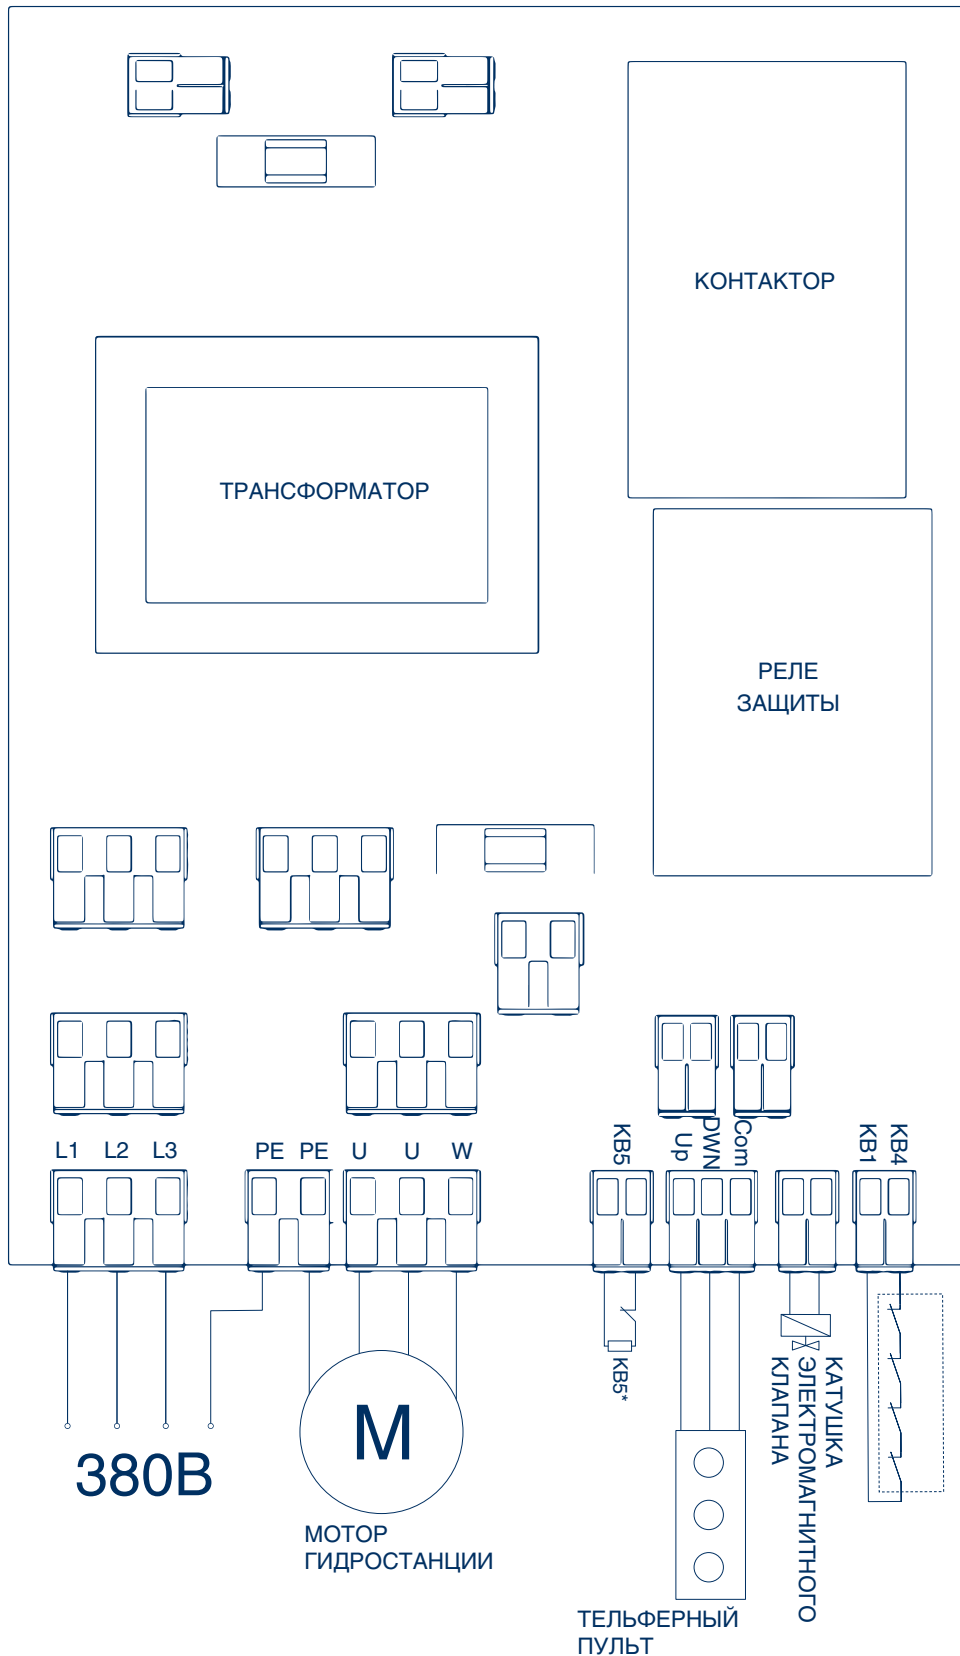 КОНТАКТОР
ТРАНСФОРМАТОР
РЕЛЕ
ЗАЩИТЫ
L1 L2 L3 PE PE U U W KB5 Up DWN Com KB1 KB4
KB5*
КАТУШКА
ЭЛЕКТРОМАГНИТНОГО
КЛАПАНА
380В
M
МОТОР
ГИДРОСТАНЦИИ
ТЕЛЬФЕРНЫЙ
ПУЛЬТ